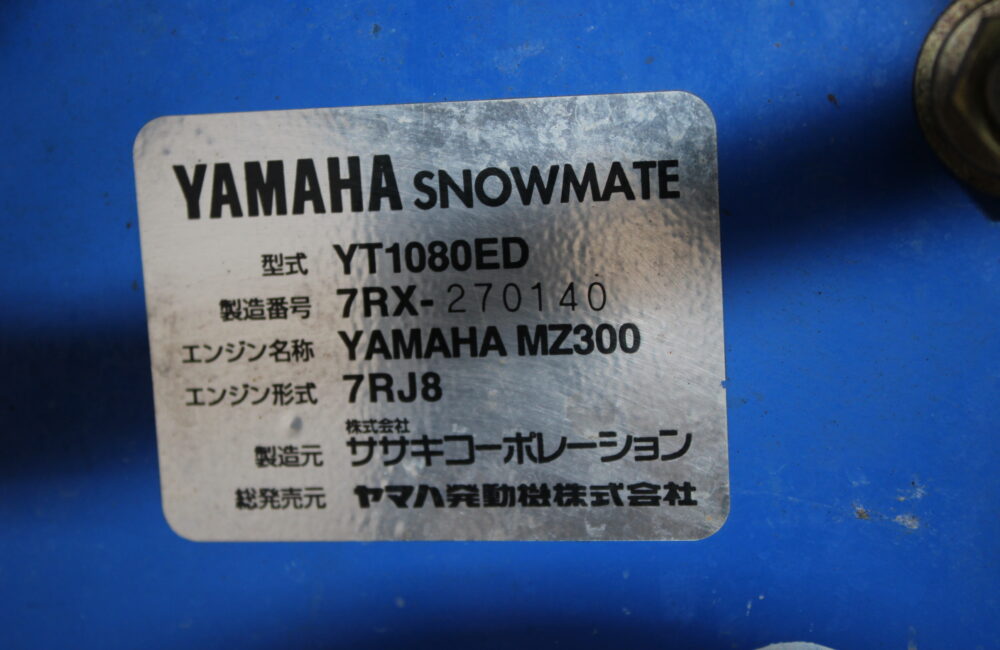 YAMAHA SNOWMATE
型式 YT1080ED
製造番号 7RX-270140
エンジン名称 YAMAHA MZ300
エンジン形式 7RJ8
製造元 株式会社 ササキコーポレーション
総発売元 ヤマハ発動機株式会社